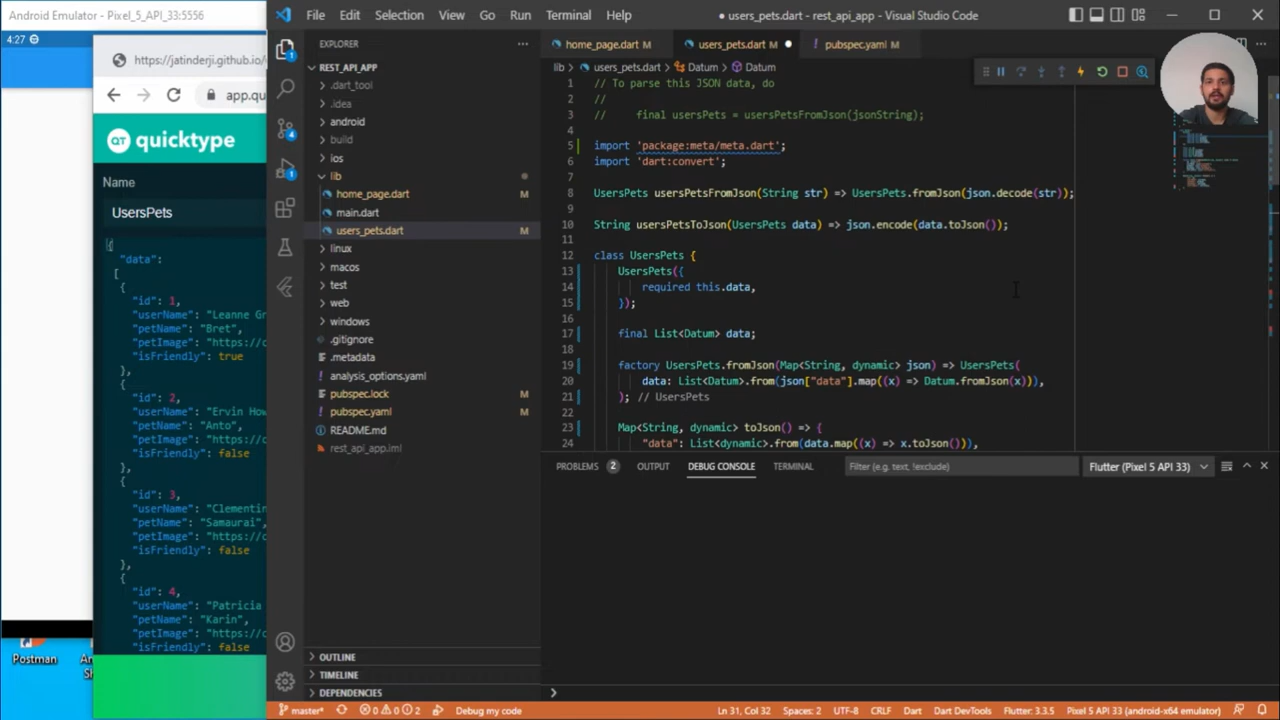 Android Emulator - Pixel_5_API_33:5556
4:27
https://jatinderji.github.io/
app.qu
quicktype
Name
UsersPets
{
"data":
[
{
"id": 1,
"userName": "Leanne Gr
"petName": "Bret",
"petImage": "https://c
"isFriendly": true
},
{
"id": 2,
"userName": "Ervin How
"petName": "Anto",
"petImage": "https://c
"isFriendly": false
},
{
"id": 3,
"userName": "Clementin
"petName": "Samaurai",
"petImage": "https://c
"isFriendly": false
},
{
"id": 4,
"userName": "Patricia
"petName": "Karin",
"petImage": "https://c
"isFriendly": false
Postman
File Edit Selection View Go Run Terminal Help
● users_pets.dart - rest_api_app - Visual Studio Code
EXPLORER
REST_API_APP
.dart_tool
.idea
android
build
ios
lib
home_page.dart M
main.dart
users_pets.dart M
linux
macos
test
web
windows
.gitignore
.metadata
analysis_options.yaml
pubspec.lock M
pubspec.yaml M
README.md
rest_api_app.iml
OUTLINE
TIMELINE
DEPENDENCIES
home_page.dart M users_pets.dart M ● pubspec.yaml M
lib > users_pets.dart > Datum > Datum
1 // To parse this JSON data, do
2 //
3 //     final usersPets = usersPetsFromJson(jsonString);
4
5 import 'package:meta/meta.dart';
6 import 'dart:convert';
7
8 UsersPets usersPetsFromJson(String str) => UsersPets.fromJson(json.decode(str));
9
10 String usersPetsToJson(UsersPets data) => json.encode(data.toJson());
11
12 class UsersPets {
13 UsersPets({
14 required this.data,
15 });
16
17 final List<Datum> data;
18
19 factory UsersPets.fromJson(Map<String, dynamic> json) => UsersPets(
20 data: List<Datum>.from(json["data"].map((x) => Datum.fromJson(x))),
21 ); // UsersPets
22
23 Map<String, dynamic> toJson() => {
24 "data": List<dynamic>.from(data.map((x) => x.toJson())),
PROBLEMS 2 OUTPUT DEBUG CONSOLE TERMINAL Filter (e.g. text, !exclude) Flutter (Pixel 5 API 33)
master* 0 0 2 Debug my code Ln 31, Col 32 Spaces: 2 UTF-8 CRLF Dart Dart DevTools Flutter: 3.3.5 Pixel 5 API 33 (android-x64 emulator)